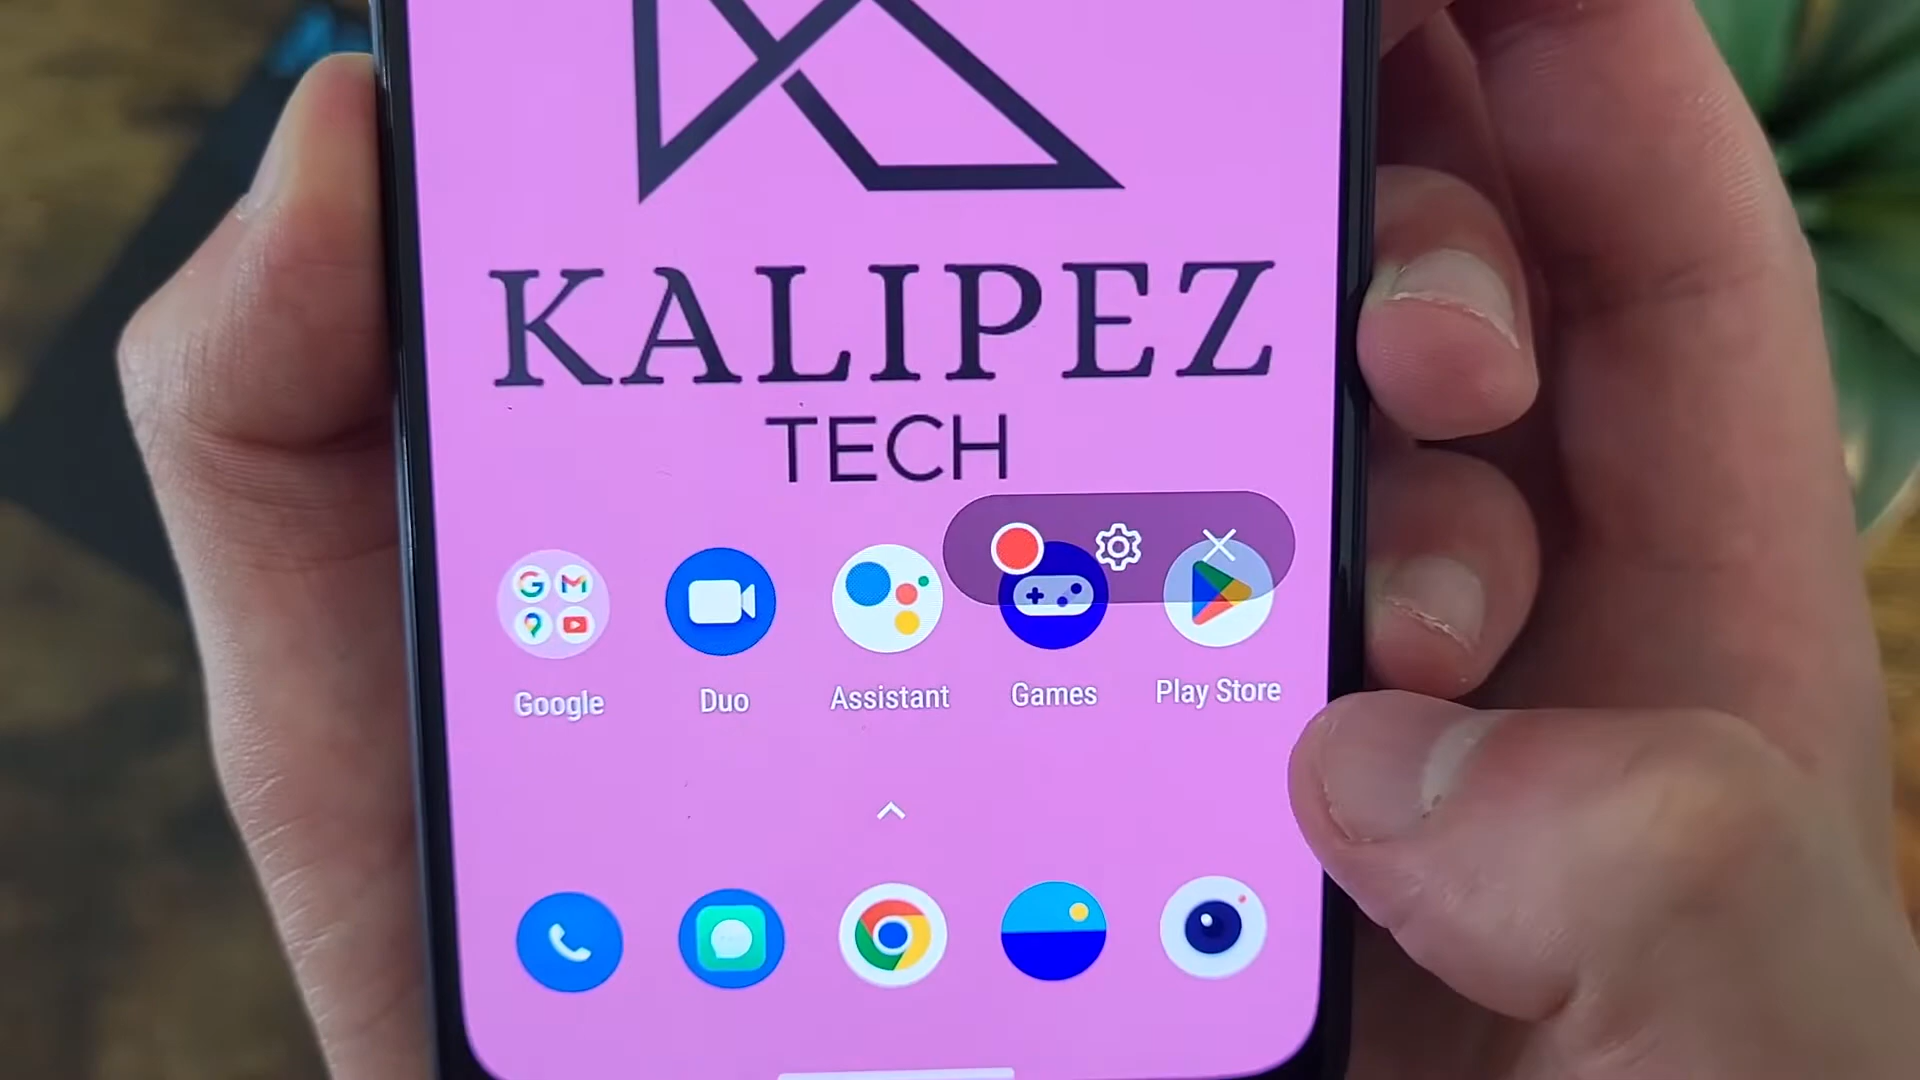 KALIPEZ
TECH
Google
Duo
Assistant
Games
Play Store